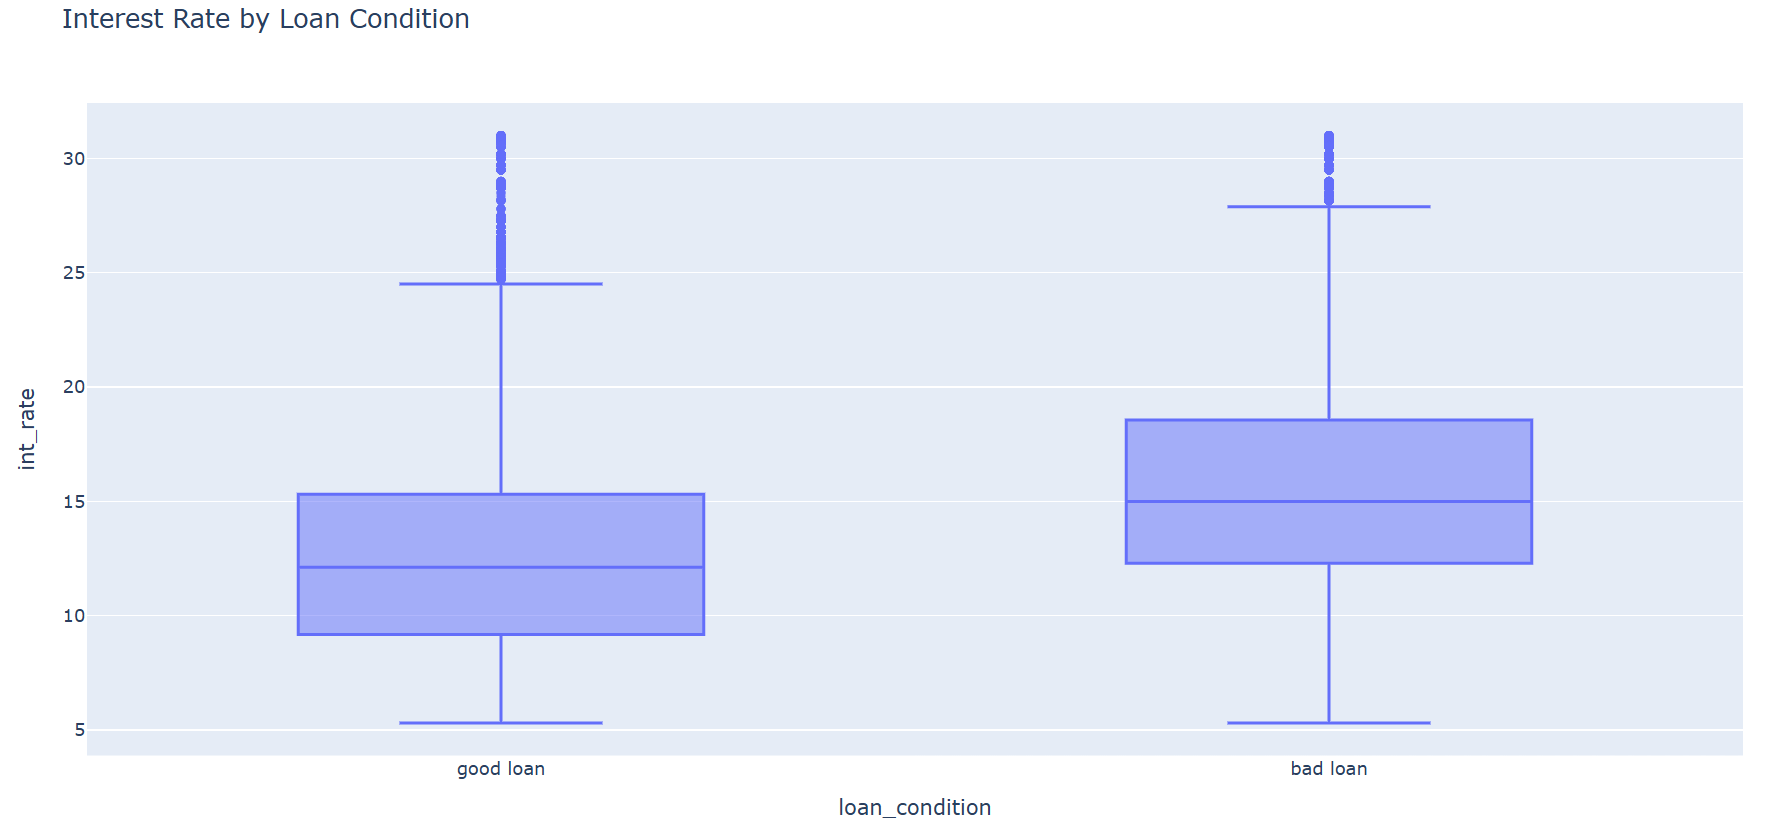 Interest Rate by Loan Condition
int_rate
30
25
20
15
10
5
good loan
bad loan
loan_condition